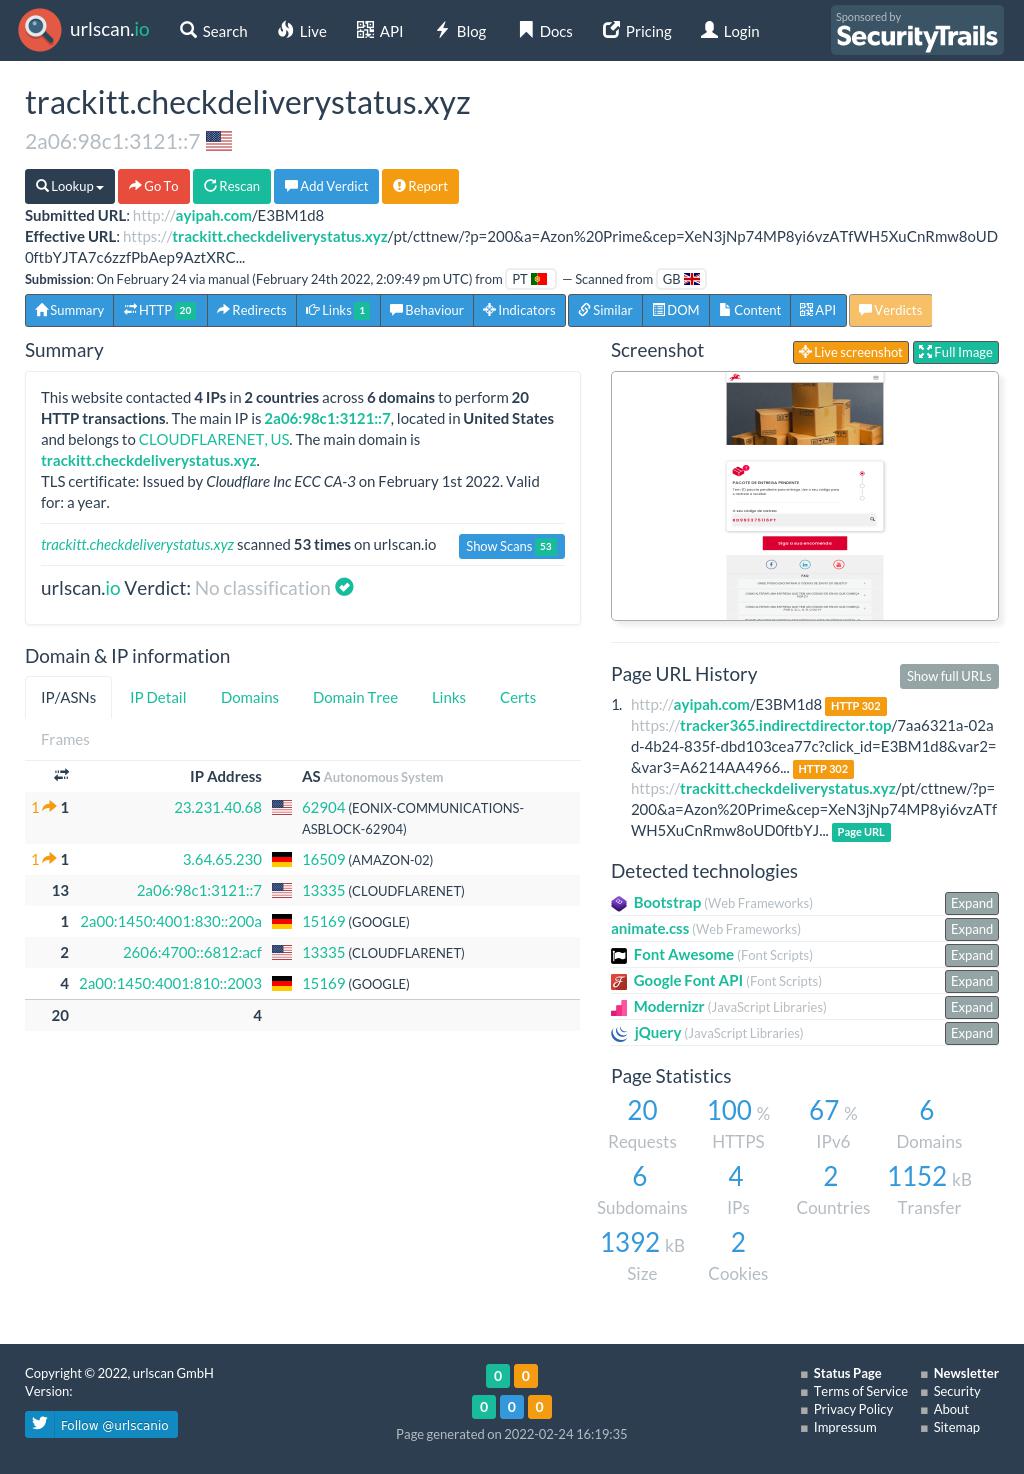 urlscan.io Search Live API Blog Docs Pricing Login Sponsored by SecurityTrails
trackitt.checkdeliverystatus.xyz
2a06:98c1:3121::7
Lookup Go To Rescan Add Verdict Report
Submitted URL: http://ayipah.com/E3BM1d8
Effective URL: https://trackitt.checkdeliverystatus.xyz/pt/cttnew/?p=200&a=Azon%20Prime&cep=XeN3jNp74MP8yi6vzATfWH5XuCnRmw8oUD
0ftbYJTA7c6zzfPbAep9AztXRC...
Submission: On February 24 via manual (February 24th 2022, 2:09:49 pm UTC) from PT — Scanned from GB
Summary HTTP 20 Redirects Links 1 Behaviour Indicators Similar DOM Content API Verdicts
Summary
This website contacted 4 IPs in 2 countries across 6 domains to perform 20
HTTP transactions. The main IP is 2a06:98c1:3121::7, located in United States
and belongs to CLOUDFLARENET, US. The main domain is
trackitt.checkdeliverystatus.xyz.
TLS certificate: Issued by Cloudflare Inc ECC CA-3 on February 1st 2022. Valid
for: a year.
trackitt.checkdeliverystatus.xyz scanned 53 times on urlscan.io Show Scans 53
urlscan.io Verdict: No classification
Domain & IP information
IP/ASNs IP Detail Domains Domain Tree Links Certs
Frames
IP Address AS Autonomous System
1 1 23.231.40.68 62904 (EONIX-COMMUNICATIONS-
ASBLOCK-62904)
1 1 3.64.65.230 16509 (AMAZON-02)
13 2a06:98c1:3121::7 13335 (CLOUDFLARENET)
1 2a00:1450:4001:830::200a 15169 (GOOGLE)
2 2606:4700::6812:acf 13335 (CLOUDFLARENET)
4 2a00:1450:4001:810::2003 15169 (GOOGLE)
20 4
Screenshot Live screenshot Full Image
PACOTE DE ENTREGA PENDENTE
Siga a sua encomenda
FAQ
Page URL History Show full URLs
1. http://ayipah.com/E3BM1d8 HTTP 302
https://tracker365.indirectdirector.top/7aa6321a-02a
d-4b24-835f-dbd103cea77c?click_id=E3BM1d8&var2=
&var3=A6214AA4966... HTTP 302
https://trackitt.checkdeliverystatus.xyz/pt/cttnew/?p=
200&a=Azon%20Prime&cep=XeN3jNp74MP8yi6vzATf
WH5XuCnRmw8oUD0ftbYJ... Page URL
Detected technologies
Bootstrap (Web Frameworks) Expand
animate.css (Web Frameworks) Expand
Font Awesome (Font Scripts) Expand
Google Font API (Font Scripts) Expand
Modernizr (JavaScript Libraries) Expand
jQuery (JavaScript Libraries) Expand
Page Statistics
20 100 % 67 % 6
Requests HTTPS IPv6 Domains
6 4 2 1152 kB
Subdomains IPs Countries Transfer
1392 kB 2
Size Cookies
Copyright © 2022, urlscan GmbH
Version:
Follow @urlscanio
0 0
0 0 0
Page generated on 2022-02-24 16:19:35
Status Page
Terms of Service
Privacy Policy
Impressum
Newsletter
Security
About
Sitemap